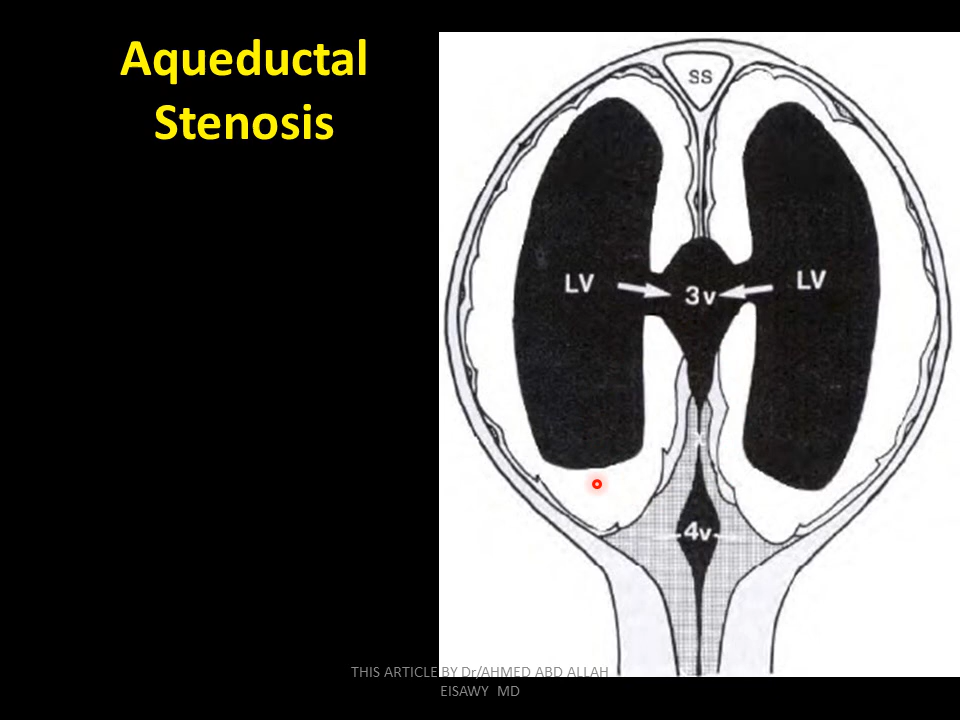 Aqueductal
Stenosis
SS
LV
3v
LV
x
4v
THIS ARTICLE BY Dr/AHMED ABD ALLAH
EISAWY MD